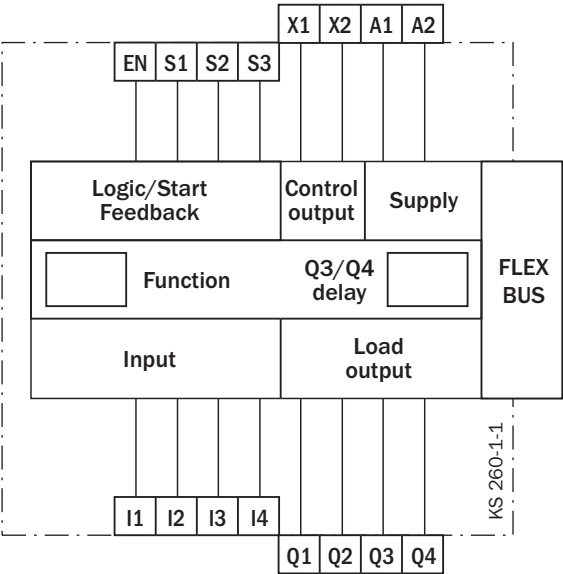 X1 X2 A1 A2
EN S1 S2 S3
Logic/Start
Feedback
Control
output
Supply
Function
Q3/Q4
delay
FLEX
BUS
Input
Load
output
KS 260-1-1
I1 I2 I3 I4
Q1 Q2 Q3 Q4